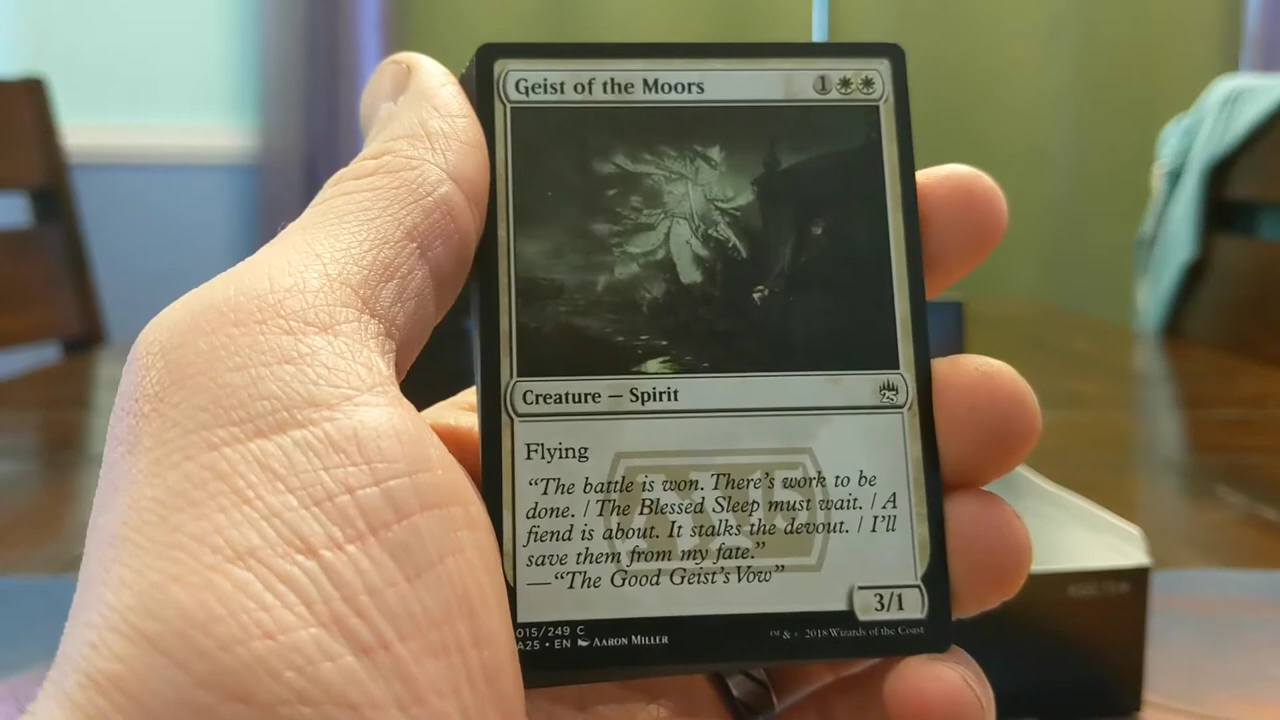 Geist of the Moors 1
Creature — Spirit
25
Flying
“The battle is won. There’s work to be
done. | The Blessed Sleep must wait. | A
fiend is about. It stalks the devout. | I’ll
save them from my fate.”
—“The Good Geist’s Vow”
3/1
015/249 C
A25 • EN AARON MILLER
™ & © 2018 Wizards of the Coast